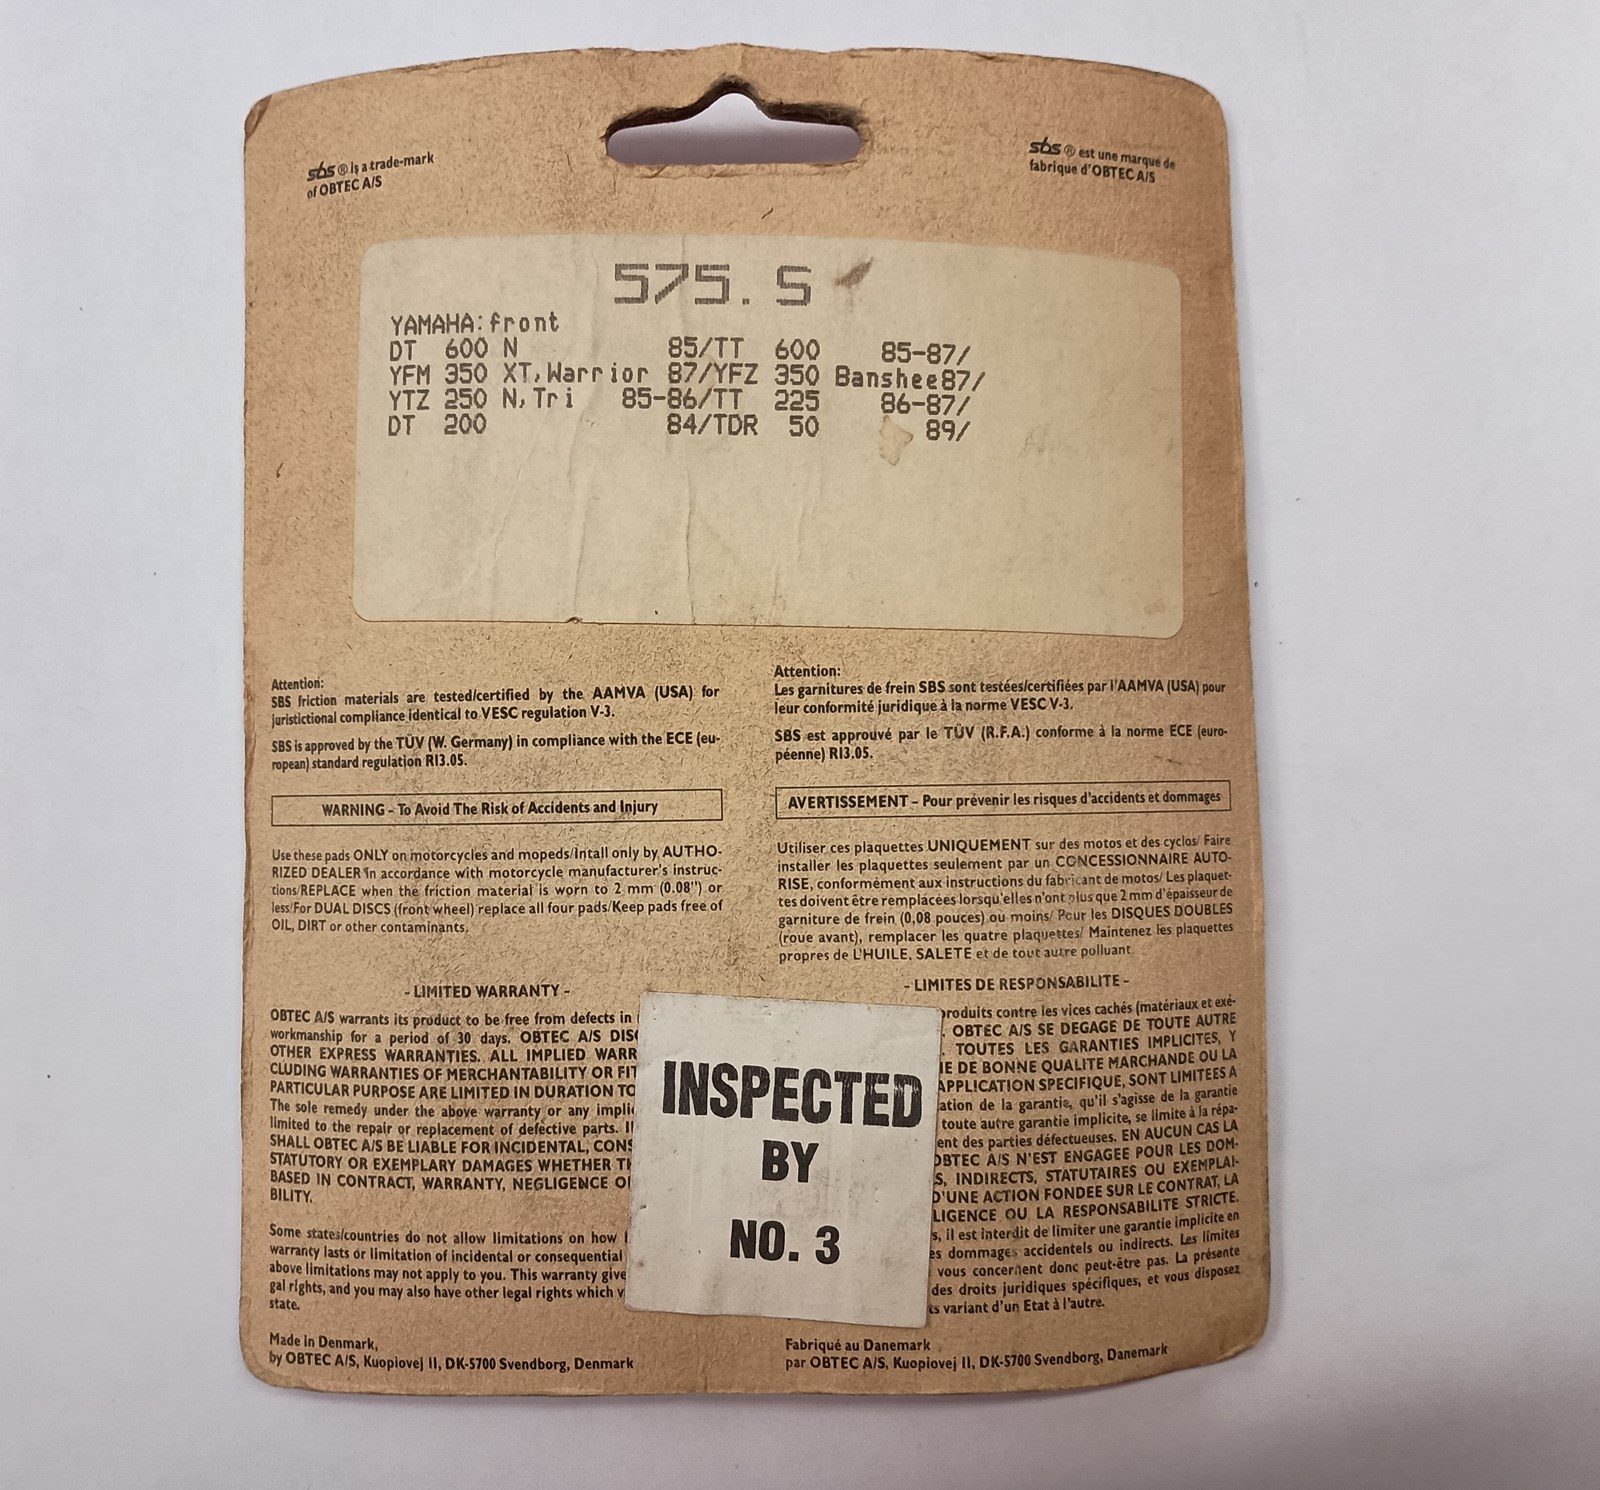 sbs ® is a trade-mark
of OBTEC A/S
sbs ® est une marque de
fabrique d'OBTEC A/S
575. S
YAMAHA: front
DT 600 N 85/TT 600 85-87/
YFM 350 XT,Warrior 87/YFZ 350 Banshee87/
YTZ 250 N,Tri 85-86/TT 225 86-87/
DT 200 84/TDR 50 89/
Attention:
SBS friction materials are tested/certified by the AAMVA (USA) for
juristictional compliance identical to VESC regulation V-3.
SBS is approved by the TÜV (W. Germany) in compliance with the ECE (eu-
ropean) standard regulation R13.05.
WARNING - To Avoid The Risk of Accidents and Injury
Use these pads ONLY on motorcycles and mopeds/Intall only by AUTHO-
RIZED DEALER in accordance with motorcycle manufacturer's instruc-
tions/REPLACE when the friction material is worn to 2 mm (0.08") or
less/For DUAL DISCS (front wheel) replace all four pads/Keep pads free of
OIL, DIRT or other contaminants.
- LIMITED WARRANTY -
OBTEC A/S warrants its product to be free from defects in
workmanship for a period of 30 days. OBTEC A/S DISC
OTHER EXPRESS WARRANTIES. ALL IMPLIED WARR
CLUDING WARRANTIES OF MERCHANTABILITY OR FIT
PARTICULAR PURPOSE ARE LIMITED IN DURATION TO
The sole remedy under the above warranty or any impli
limited to the repair or replacement of defective parts.
SHALL OBTEC A/S BE LIABLE FOR INCIDENTAL, CONS
STATUTORY OR EXEMPLARY DAMAGES WHETHER TH
BASED IN CONTRACT, WARRANTY, NEGLIGENCE O
BILITY.
Some states/countries do not allow limitations on how
warranty lasts or limitation of incidental or consequential
above limitations may not apply to you. This warranty give
gal rights, and you may also have other legal rights which v
state.
Made in Denmark,
by OBTEC A/S, Kuopiovej 11, DK-5700 Svendborg, Denmark
Attention:
Les garnitures de frein SBS sont testées/certifiées par l'AAMVA (USA) pour
leur conformité juridique à la norme VESC V-3.
SBS est approuvé par le TÜV (R.F.A.) conforme à la norme ECE (euro-
péenne) R13.05.
AVERTISSEMENT - Pour prévenir les risques d'accidents et dommages
Utiliser ces plaquettes UNIQUEMENT sur des motos et des cyclos/ Faire
installer les plaquettes seulement par un CONCESSIONNAIRE AUTO-
RISE, conformément aux instructions du fabricant de motos/ Les plaquet-
tes doivent être remplacées lorsqu'elles n'ont plus que 2 mm d'épaisseur de
garniture de frein (0,08 pouces) ou moins/ Pour les DISQUES DOUBLES
(roue avant), remplacer les quatre plaquettes/ Maintenez les plaquettes
propres de L'HUILE, SALETE et de tout autre polluant.
- LIMITES DE RESPONSABILITE -
produits contre les vices cachés (matériaux et exé-
. OBTEC A/S SE DEGAGE DE TOUTE AUTRE
. TOUTES LES GARANTIES IMPLICITES, Y
IE DE BONNE QUALITE MARCHANDE OU LA
APPLICATION SPECIFIQUE, SONT LIMITEES A
ation de la garantie, qu'il s'agisse de la garantie
toute autre garantie implicite, se limite à la répa-
ent des parties défectueuses. EN AUCUN CAS LA
OBTEC A/S N'EST ENGAGEE POUR LES DOM-
S, INDIRECTS, STATUTAIRES OU EXEMPLAI-
D'UNE ACTION FONDEE SUR LE CONTRAT, LA
LIGENCE OU LA RESPONSABILITE STRICTE.
s, il est interdit de limiter une garantie implicite en
es dommages accidentels ou indirects. Les limites
vous concernent donc peut-être pas. La présente
des droits juridiques spécifiques, et vous disposez
ts variant d'un Etat à l'autre.
Fabriqué au Danemark
par OBTEC A/S, Kuopiovej 11, DK-5700 Svendborg, Danemark
INSPECTED
BY
NO. 3